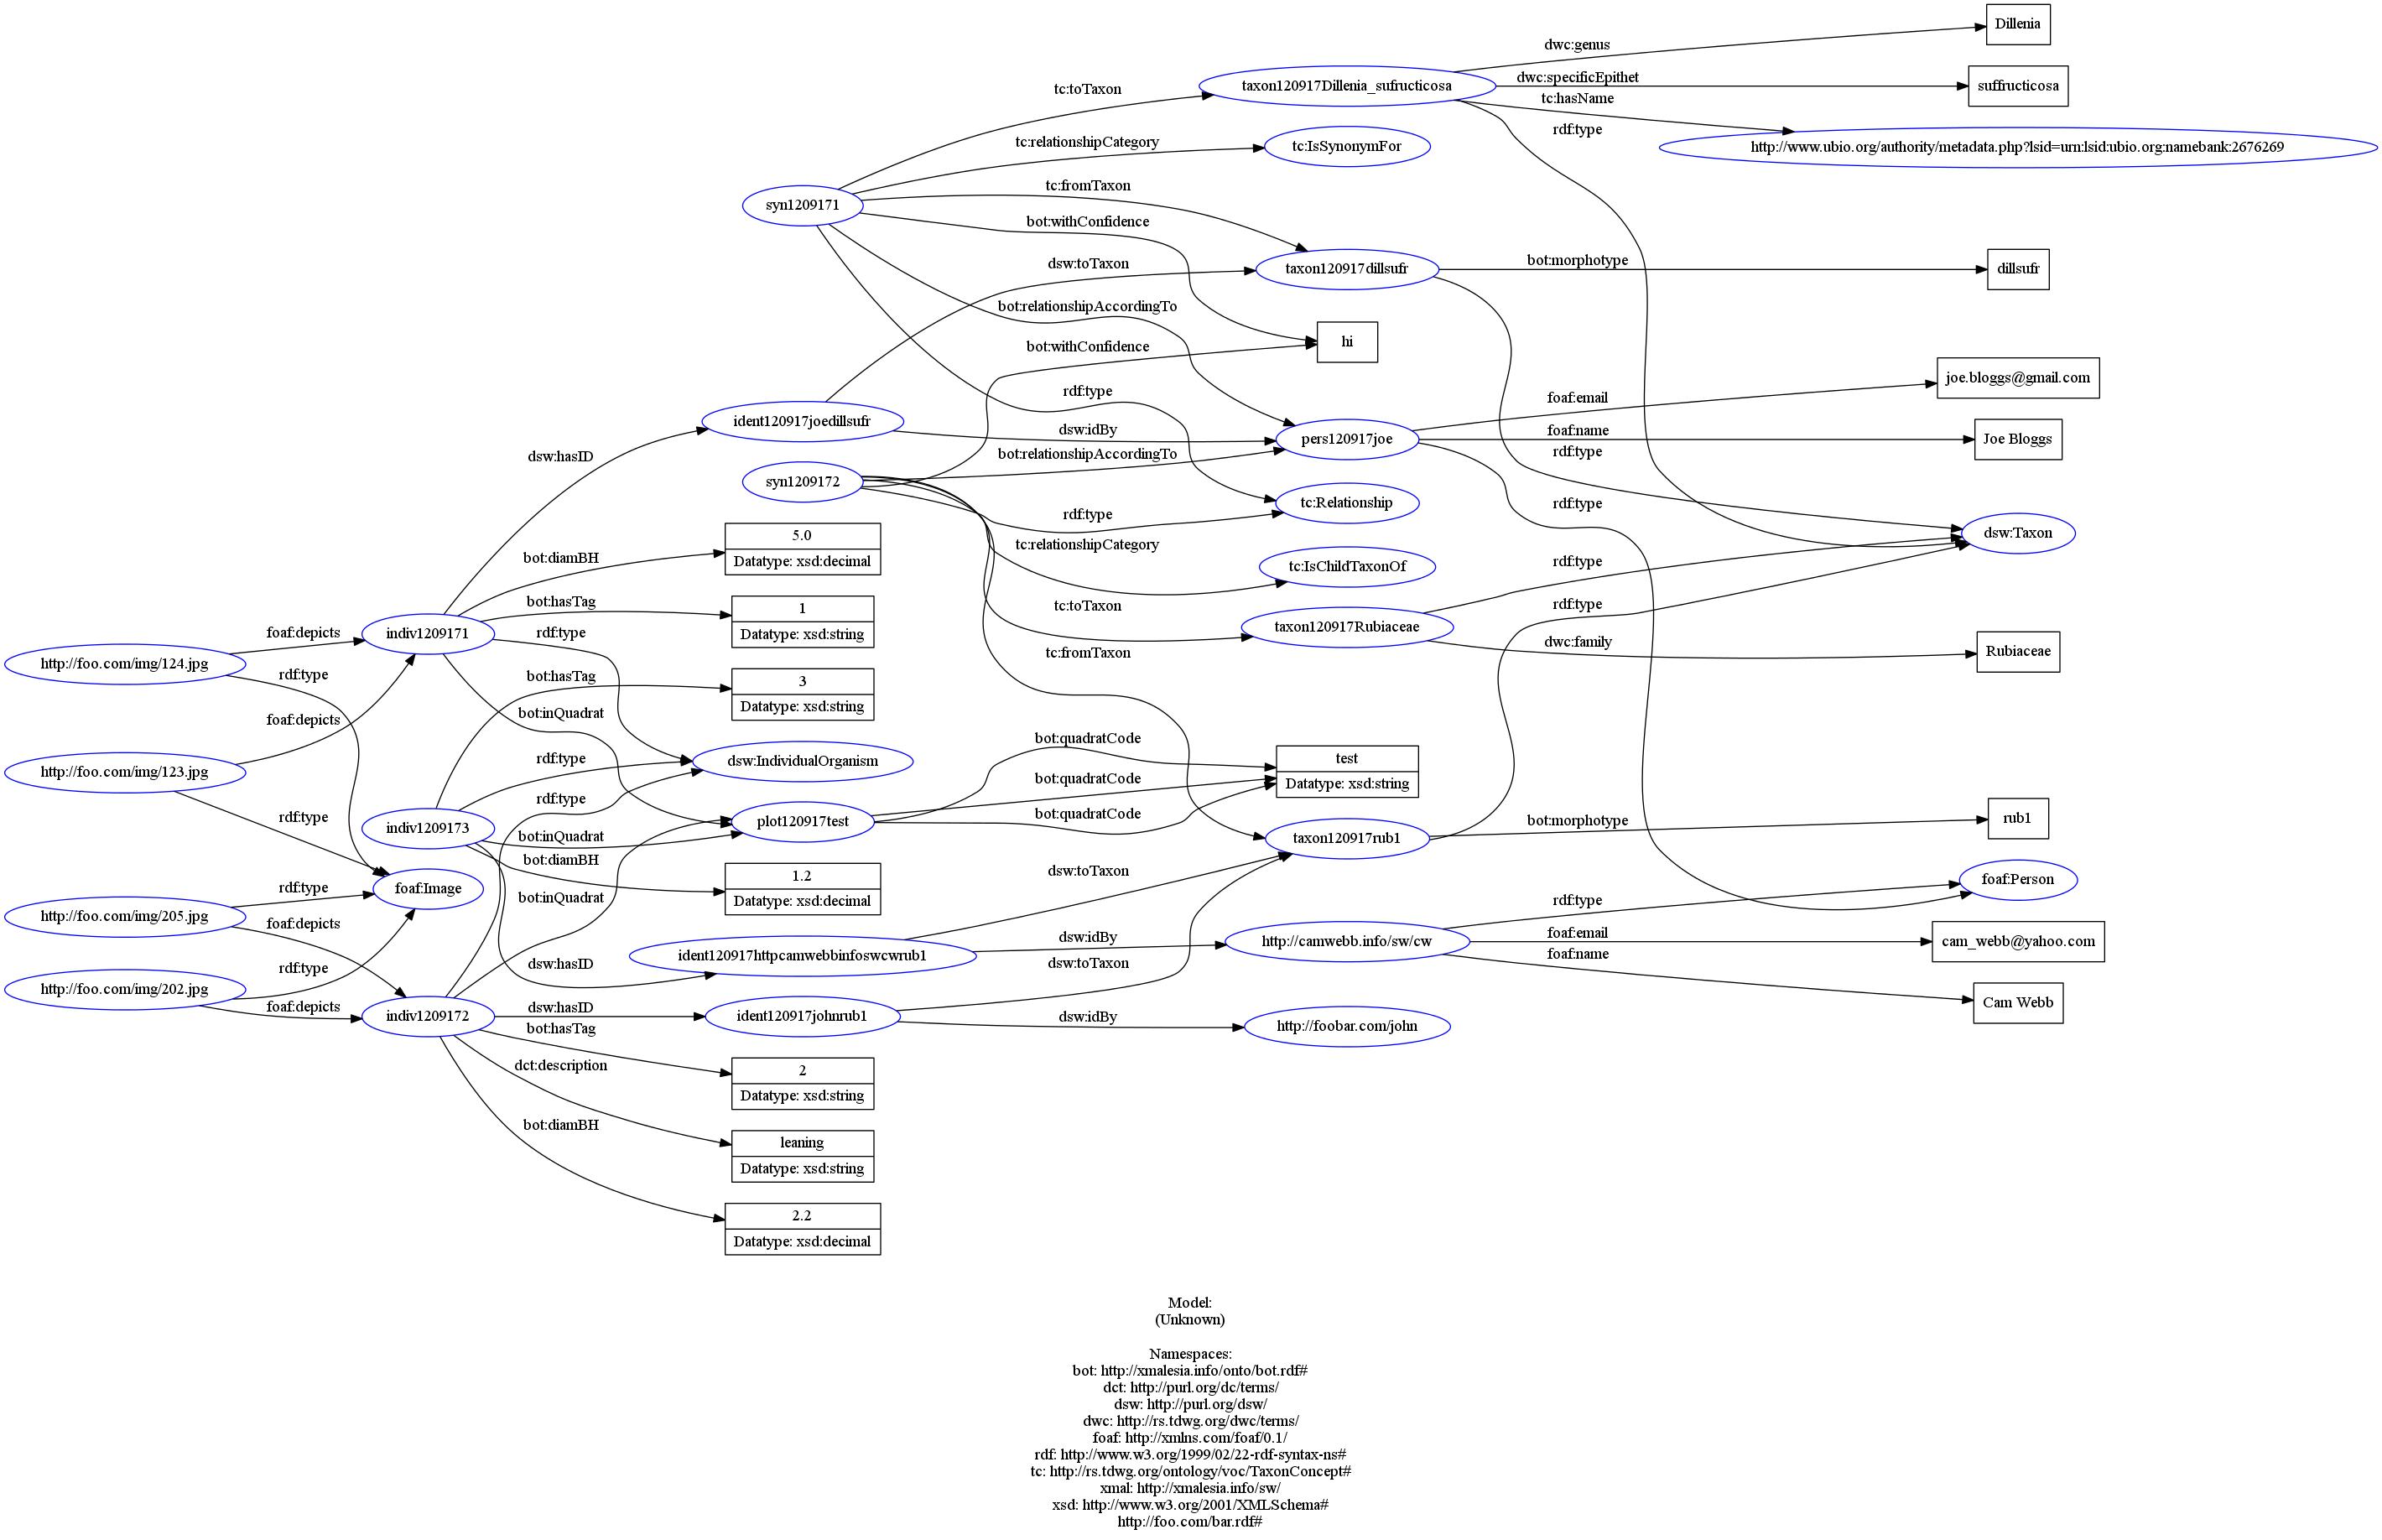 Dillenia
dwc:genus
dwc:specificEpithet
suffructicosa
taxon120917Dillenia_sufructicosa
tc:toTaxon
tc:hasName
rdf:type
tc:relationshipCategory
tc:IsSynonymFor
http://www.ubio.org/authority/metadata.php?lsid=urn:lsid:ubio.org:namebank:2676269
tc:fromTaxon
syn1209171
bot:withConfidence
dsw:toTaxon
taxon120917dillsufr
bot:morphotype
dillsufr
bot:relationshipAccordingTo
hi
bot:withConfidence
joe.bloggs@gmail.com
rdf:type
foaf:email
ident120917joedillsufr
dsw:idBy
pers120917joe
foaf:name
Joe Bloggs
dsw:hasID
bot:relationshipAccordingTo
rdf:type
syn1209172
tc:Relationship
rdf:type
rdf:type
5.0
Datatype: xsd:decimal
dsw:Taxon
tc:relationshipCategory
bot:diamBH
rdf:type
tc:IsChildTaxonOf
bot:hasTag
1
Datatype: xsd:string
tc:toTaxon
rdf:type
indiv1209171
rdf:type
foaf:depicts
taxon120917Rubiaceae
dwc:family
Rubiaceae
http://foo.com/img/124.jpg
tc:fromTaxon
rdf:type
bot:hasTag
3
Datatype: xsd:string
foaf:depicts
bot:inQuadrat
bot:quadratCode
rdf:type
dsw:IndividualOrganism
test
Datatype: xsd:string
http://foo.com/img/123.jpg
bot:quadratCode
rdf:type
bot:quadratCode
rdf:type
plot120917test
bot:morphotype
rub1
indiv1209173
bot:inQuadrat
taxon120917rub1
bot:diamBH
1.2
Datatype: xsd:decimal
dsw:toTaxon
foaf:Person
rdf:type
foaf:Image
bot:inQuadrat
rdf:type
http://foo.com/img/205.jpg
foaf:depicts
dsw:idBy
http://camwebb.info/sw/cw
foaf:email
cam_webb@yahoo.com
ident120917httpcamwebbinfoswcwrub1
dsw:hasID
dsw:toTaxon
foaf:name
rdf:type
http://foo.com/img/202.jpg
foaf:depicts
dsw:hasID
Cam Webb
indiv1209172
ident120917johnrub1
dsw:idBy
http://foobar.com/john
bot:hasTag
2
Datatype: xsd:string
dct:description
bot:diamBH
leaning
Datatype: xsd:string
2.2
Datatype: xsd:decimal
Model:
(Unknown)
Namespaces:
bot: http://xmalesia.info/onto/bot.rdf#
dct: http://purl.org/dc/terms/
dsw: http://purl.org/dsw/
dwc: http://rs.tdwg.org/dwc/terms/
foaf: http://xmlns.com/foaf/0.1/
rdf: http://www.w3.org/1999/02/22-rdf-syntax-ns#
tc: http://rs.tdwg.org/ontology/voc/TaxonConcept#
xmal: http://xmalesia.info/sw/
xsd: http://www.w3.org/2001/XMLSchema#
http://foo.com/bar.rdf#